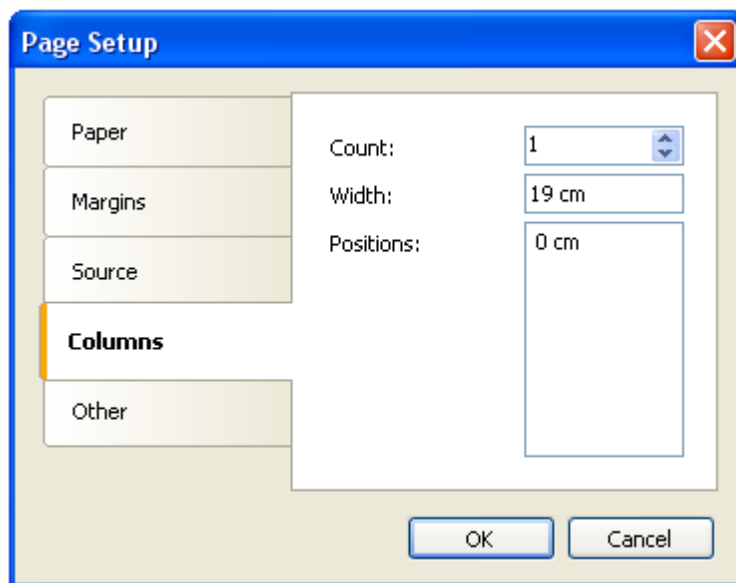 Page Setup
Paper
Margins
Source
Columns
Other
Count:
1
Width:
19 cm
Positions:
0 cm
OK
Cancel